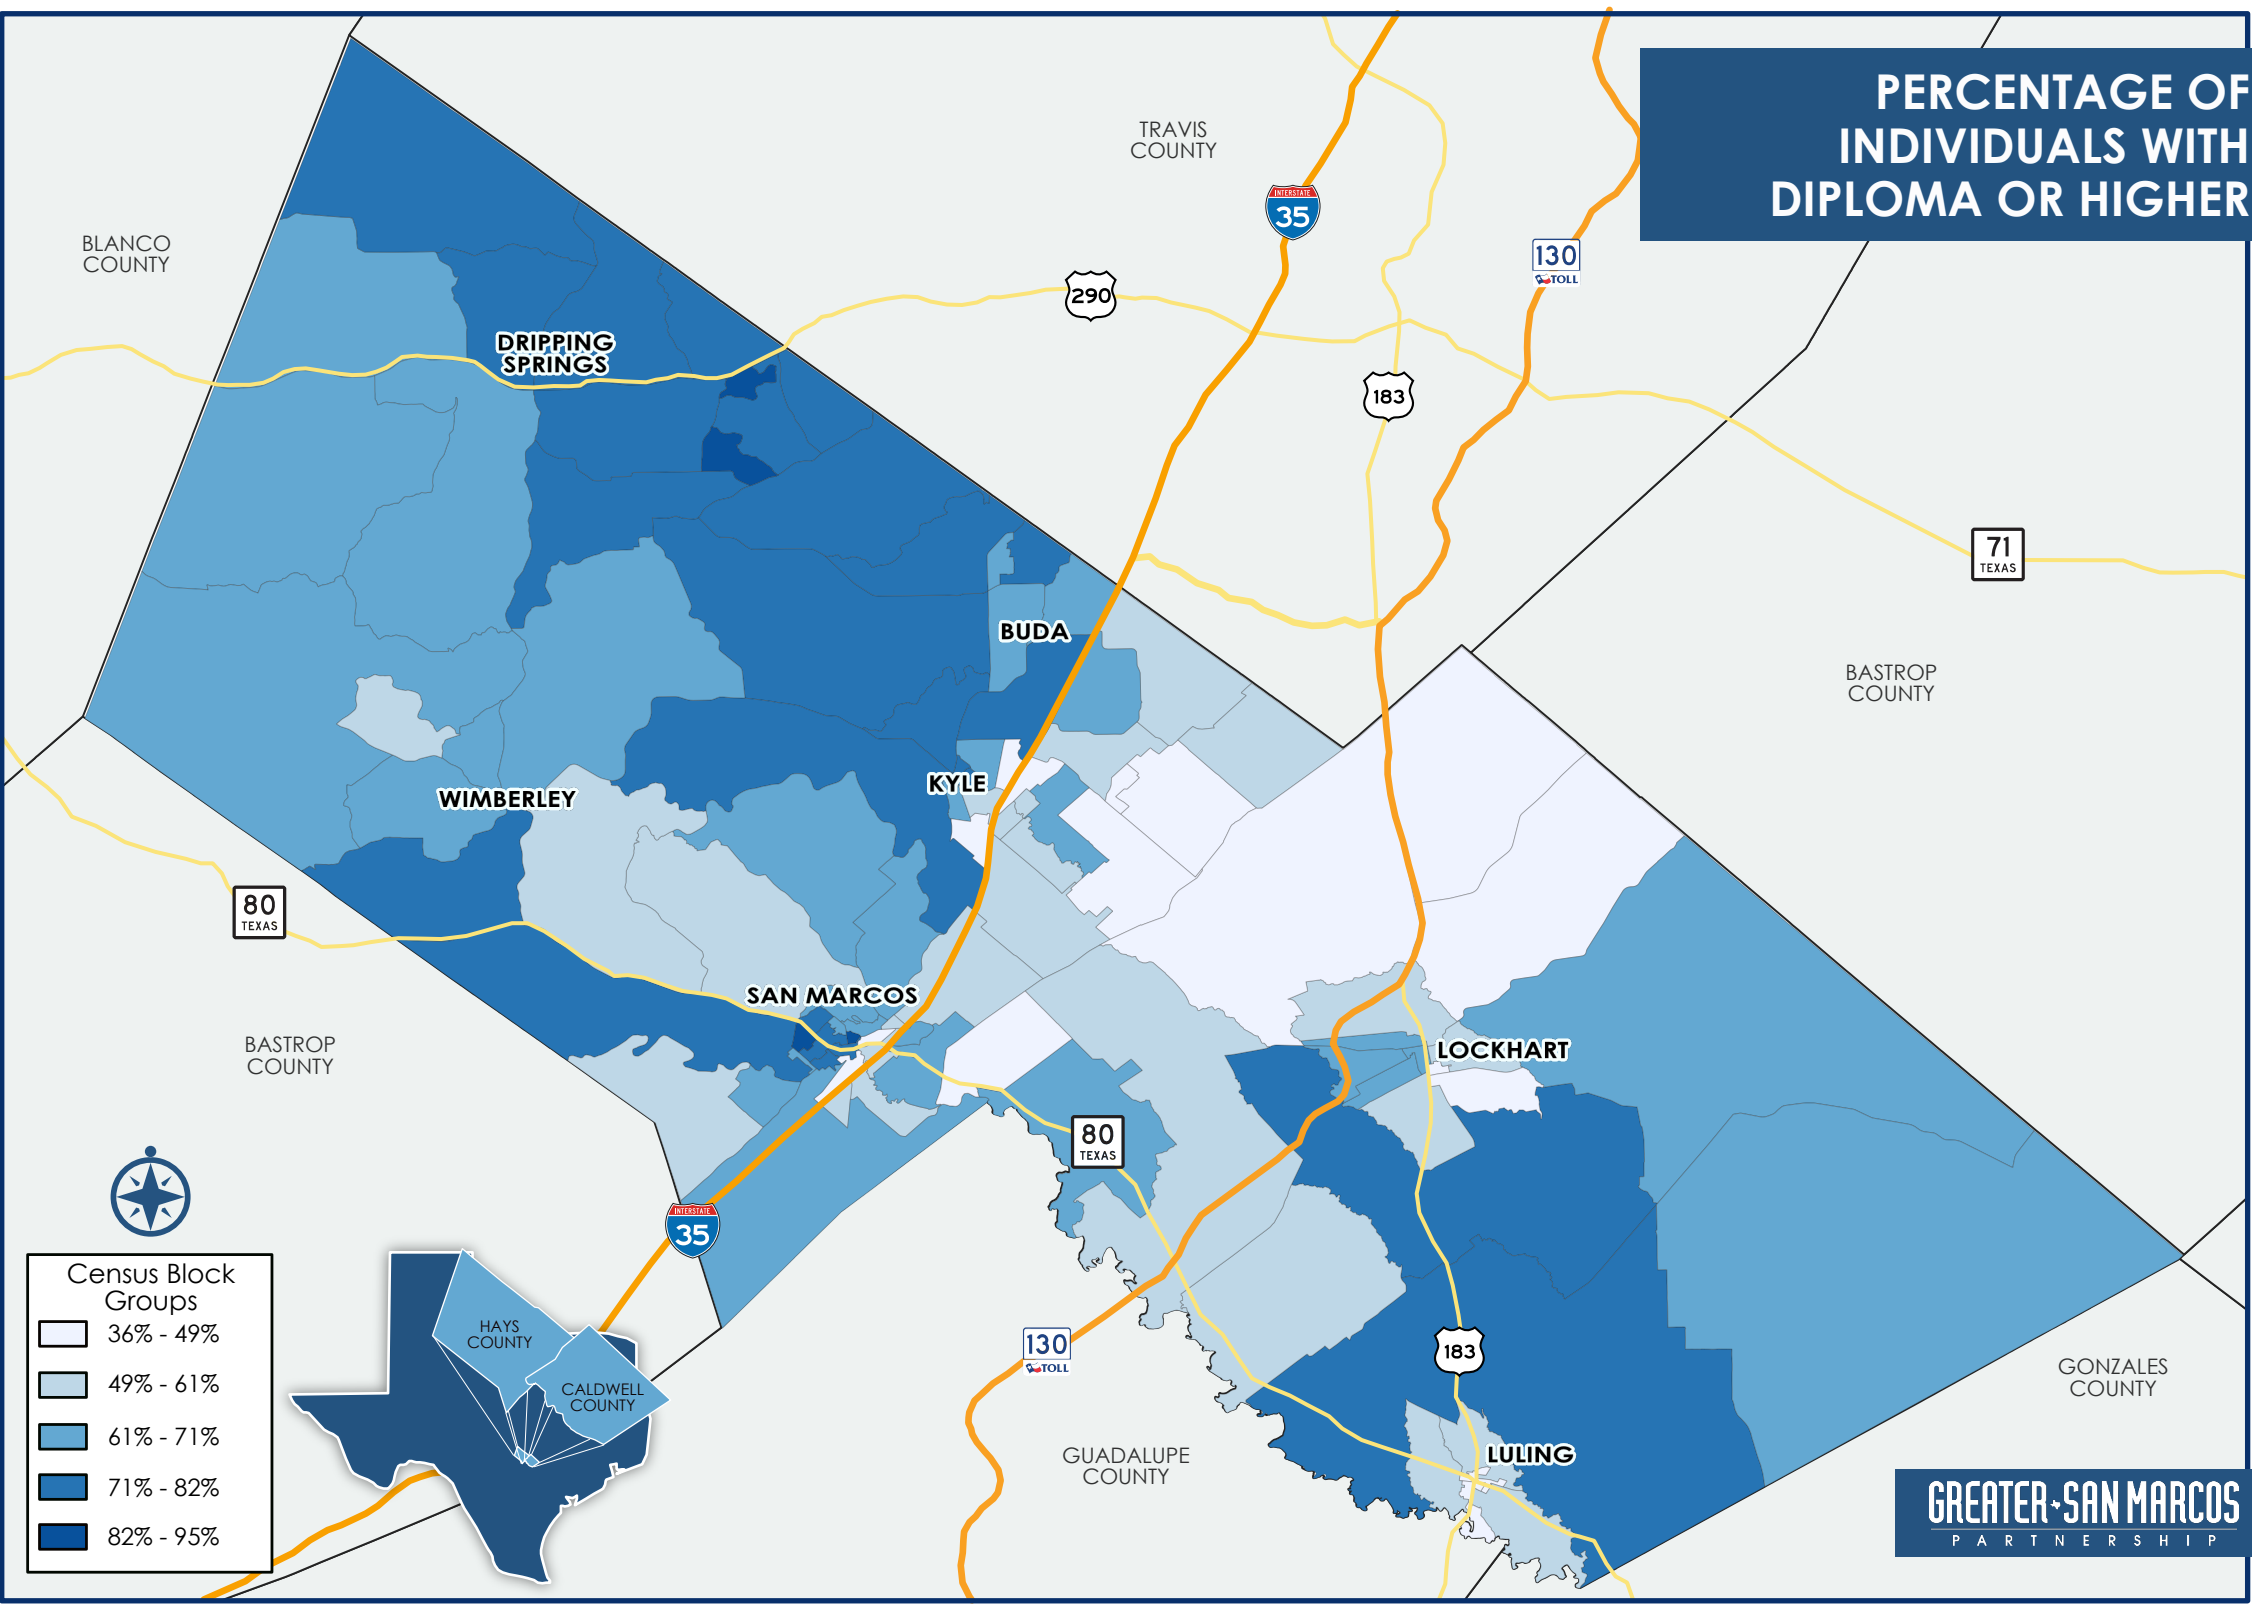 PERCENTAGE OF
INDIVIDUALS WITH
DIPLOMA OR HIGHER
TRAVIS
COUNTY
INTERSTATE
35
130
TOLL
BLANCO
COUNTY
290
DRIPPING
SPRINGS
183
71
TEXAS
BUDA
BASTROP
COUNTY
KYLE
WIMBERLEY
80
TEXAS
SAN MARCOS
BASTROP
COUNTY
LOCKHART
80
TEXAS
INTERSTATE
35
Census Block
Groups
36% - 49%
49% - 61%
61% - 71%
71% - 82%
82% - 95%
HAYS
COUNTY
CALDWELL
COUNTY
130
TOLL
183
GONZALES
COUNTY
GUADALUPE
COUNTY
LULING
GREATER SAN MARCOS
PARTNERSHIP